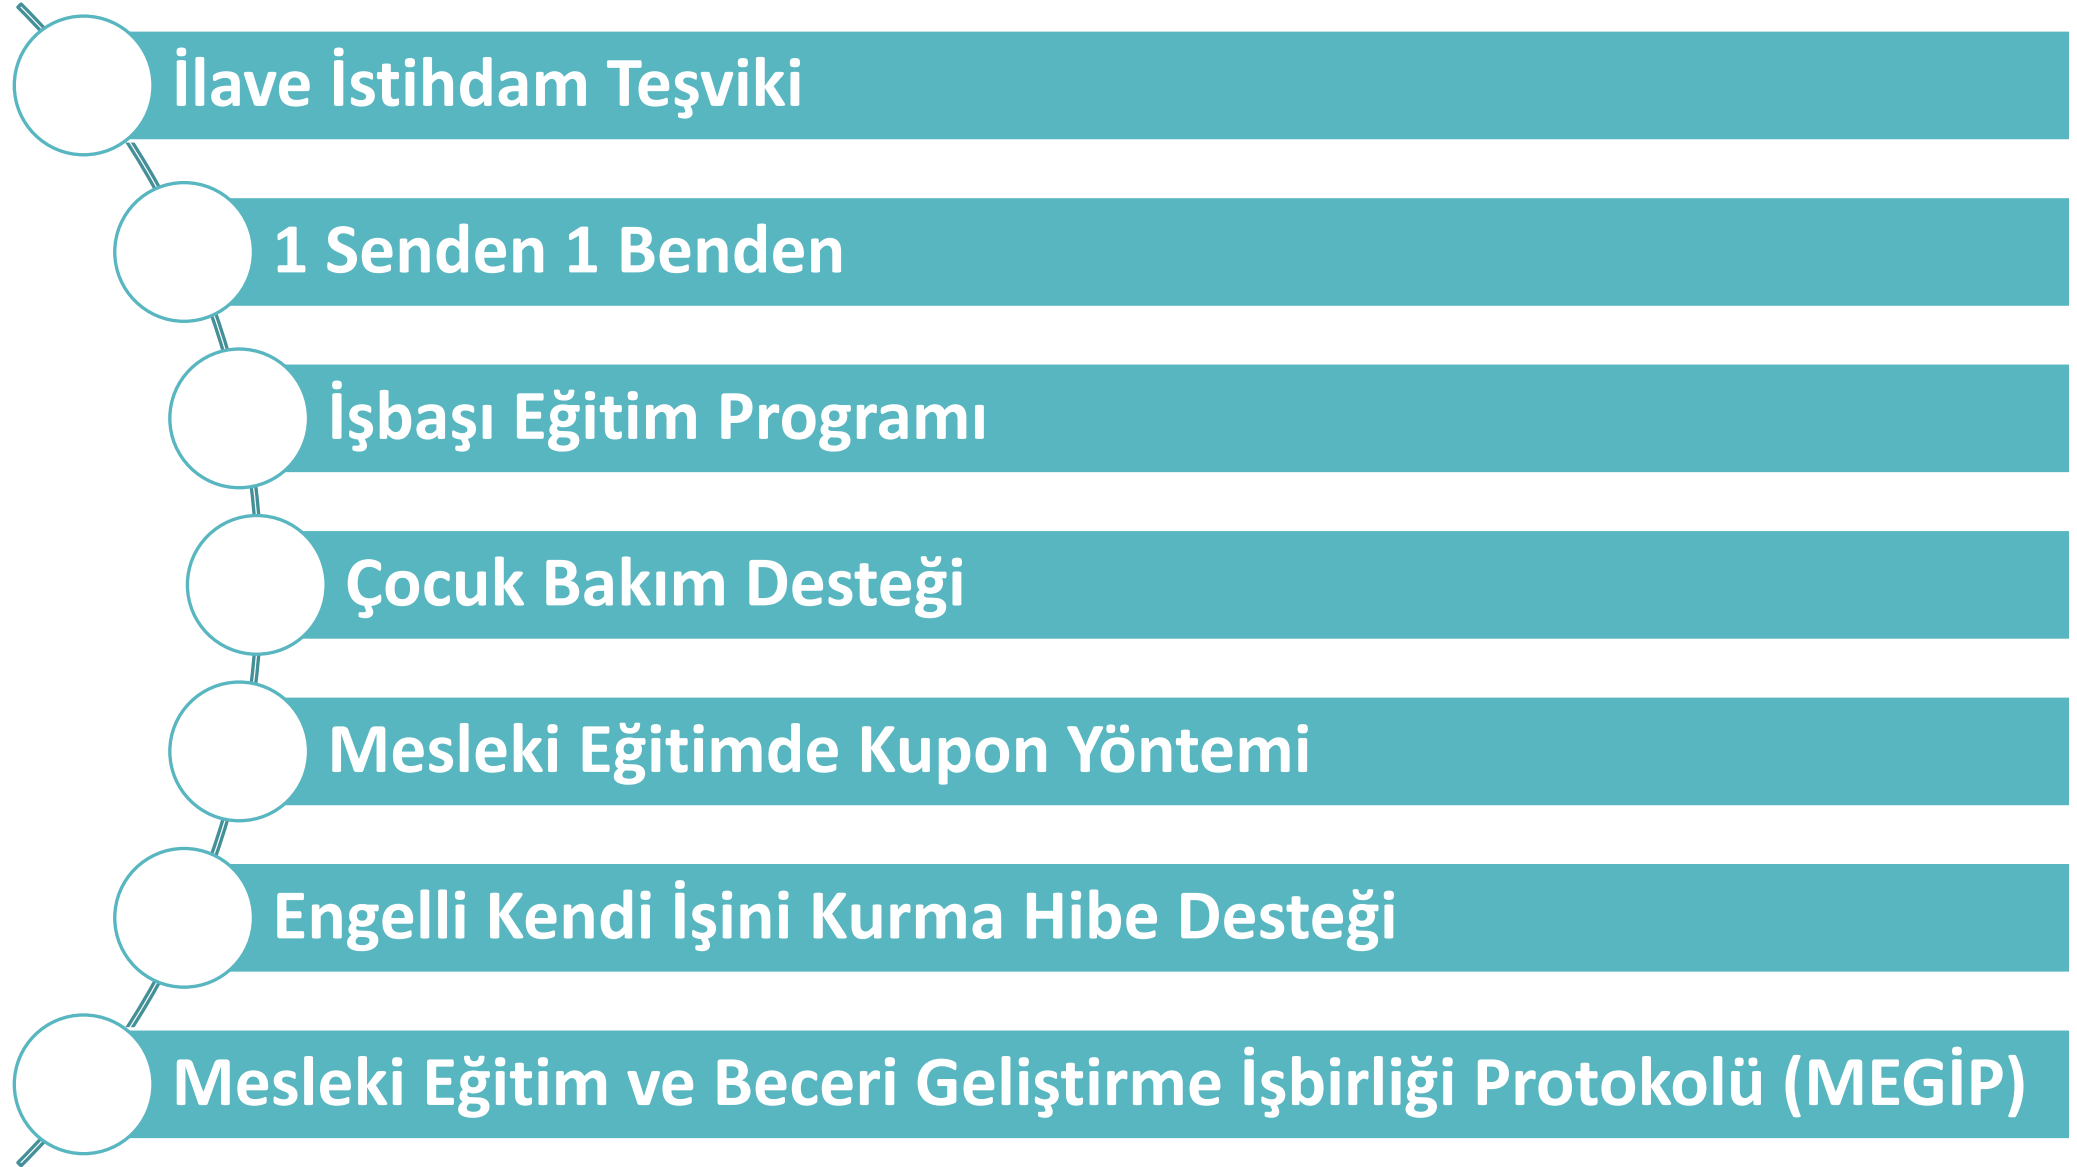 İlave İstihdam Teşviki
1 Senden 1 Benden
İşbaşı Eğitim Programı
Çocuk Bakım Desteği
Mesleki Eğitimde Kupon Yöntemi
Engelli Kendi İşini Kurma Hibe Desteği
Mesleki Eğitim ve Beceri Geliştirme İşbirliği Protokolü (MEGİP)